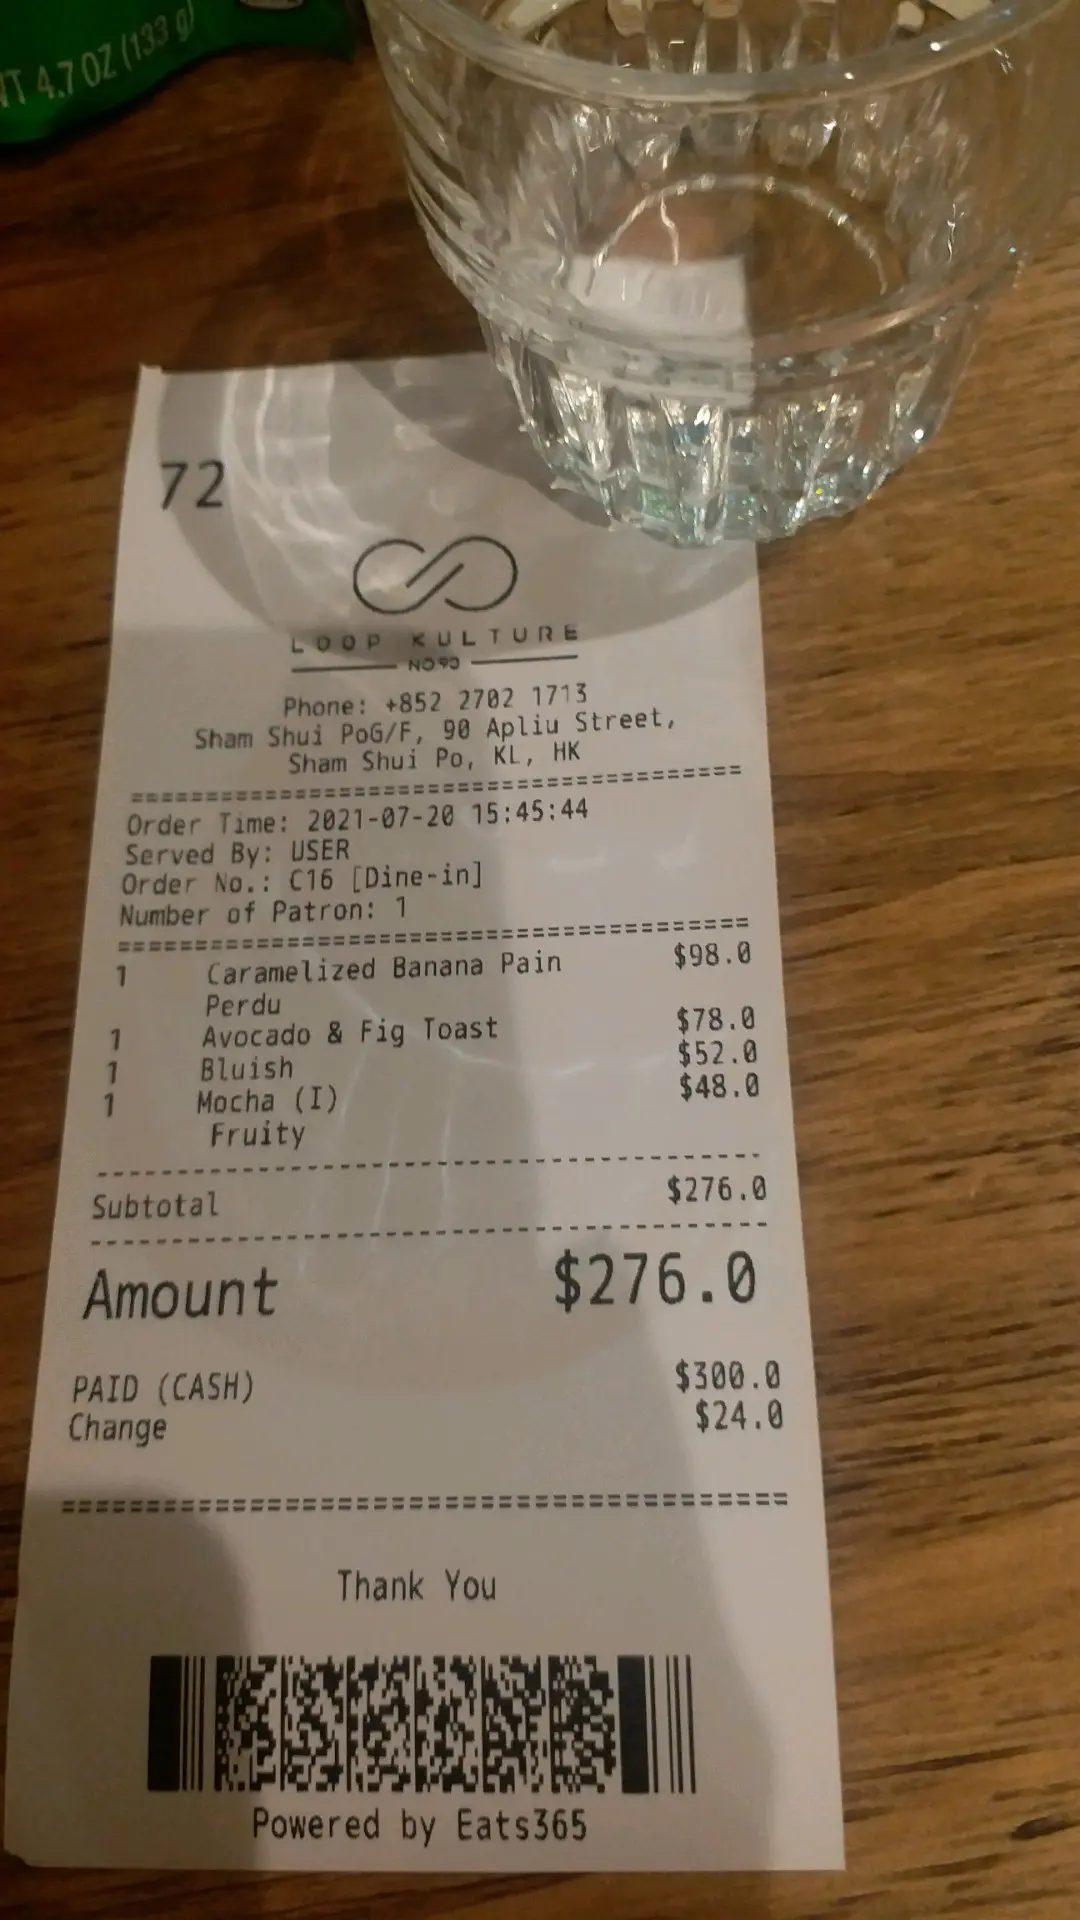 NT 4.7 OZ (133 g)
72
LOOP KULTURE
NO.90
Phone: +852 2702 1713
Sham Shui PoG/F, 90 Apliu Street,
Sham Shui Po, KL, HK
========================================
Order Time: 2021-07-20 15:45:44
Served By: USER
Order No.: C16 [Dine-in]
Number of Patron: 1
========================================
1 Caramelized Banana Pain $98.0
Perdu
1 Avocado & Fig Toast $78.0
1 Bluish $52.0
1 Mocha (I) $48.0
Fruity
----------------------------------------
Subtotal $276.0
----------------------------------------
Amount $276.0
PAID (CASH) $300.0
Change $24.0
========================================
Thank You
Powered by Eats365